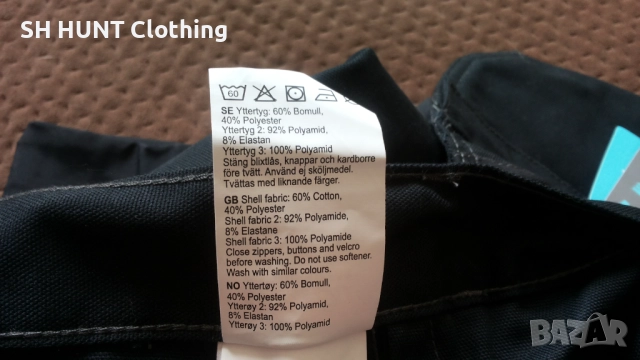 SH HUNT Clothing
60
SE Yttertyg: 60% Bomull,
40% Polyester
Yttertyg 2: 92% Polyamid,
8% Elastan
Yttertyg 3: 100% Polyamid
Stäng blixtlås, knappar och kardborre
före tvätt. Använd ej sköljmedel.
Tvättas med liknande färger.
GB Shell fabric: 60% Cotton,
40% Polyester
Shell fabric 2: 92% Polyamide,
8% Elastane
Shell fabric 3: 100% Polyamide
Close zippers, buttons and velcro
before washing. Do not use softener.
Wash with similar colours.
NO Yttertøy: 60% Bomull,
40% Polyester
Yttertøy 2: 92% Polyamid,
8% Elastan
Yttertøy 3: 100% Polyamid
BAZAR
bg